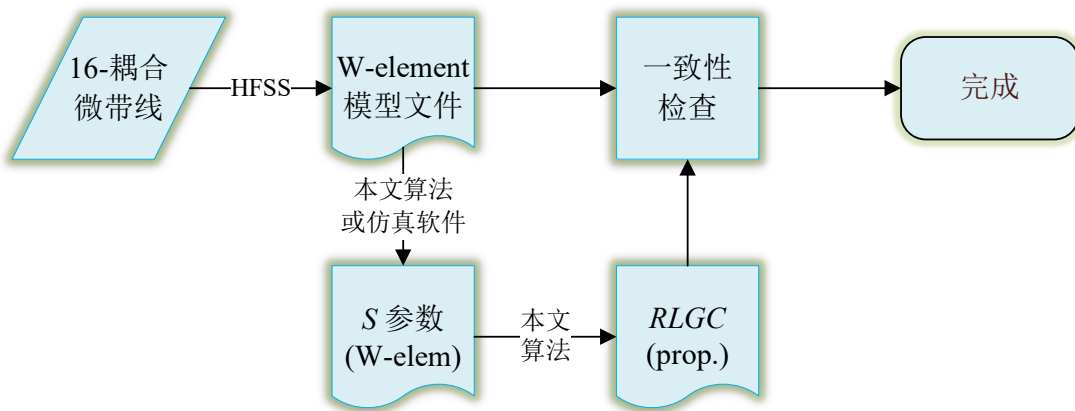 16-耦合
微带线
HFSS
W-element
模型文件
一致性
检查
完成
本文算法
或仿真软件
S 参数
(W-elem)
本文
算法
RLGC
(prop.)